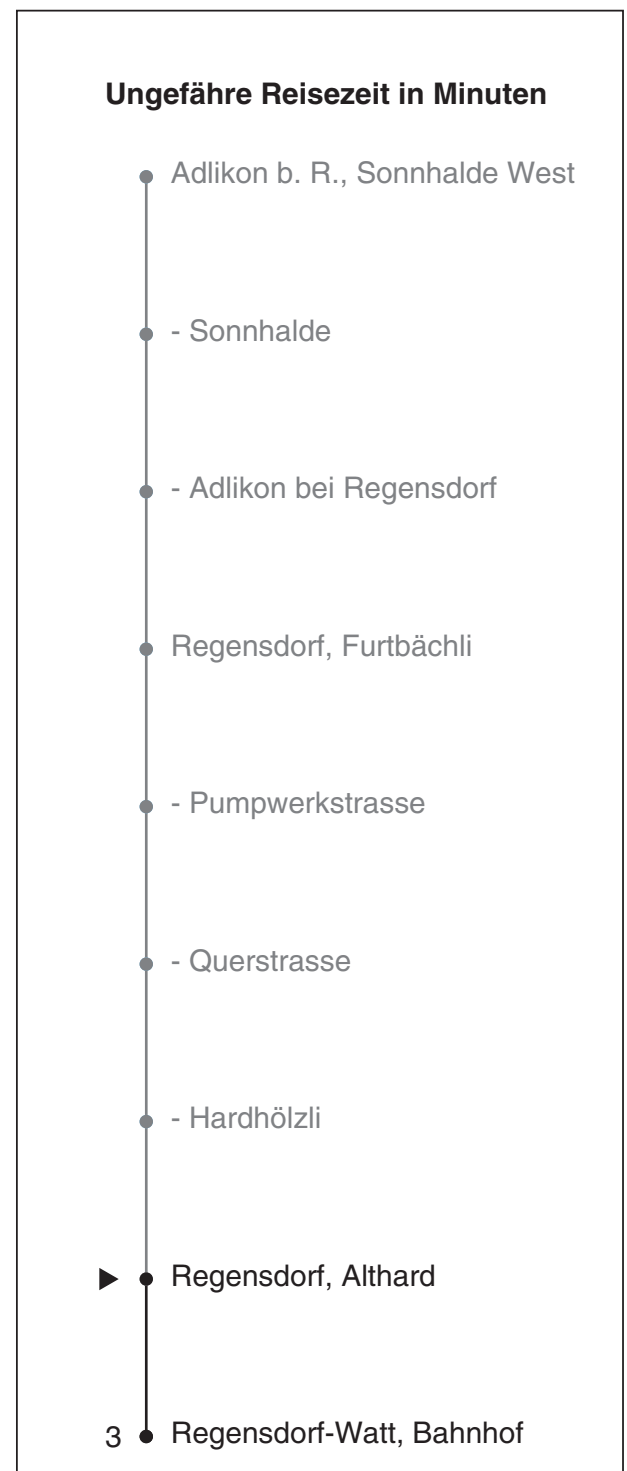 Ungefähre Reisezeit in Minuten
Adlikon b. R., Sonnhalde West
- Sonnhalde
- Adlikon bei Regensdorf
Regensdorf, Furtbächli
- Pumpwerkstrasse
- Querstrasse
- Hardhölzli
Regensdorf, Althard
3 Regensdorf-Watt, Bahnhof